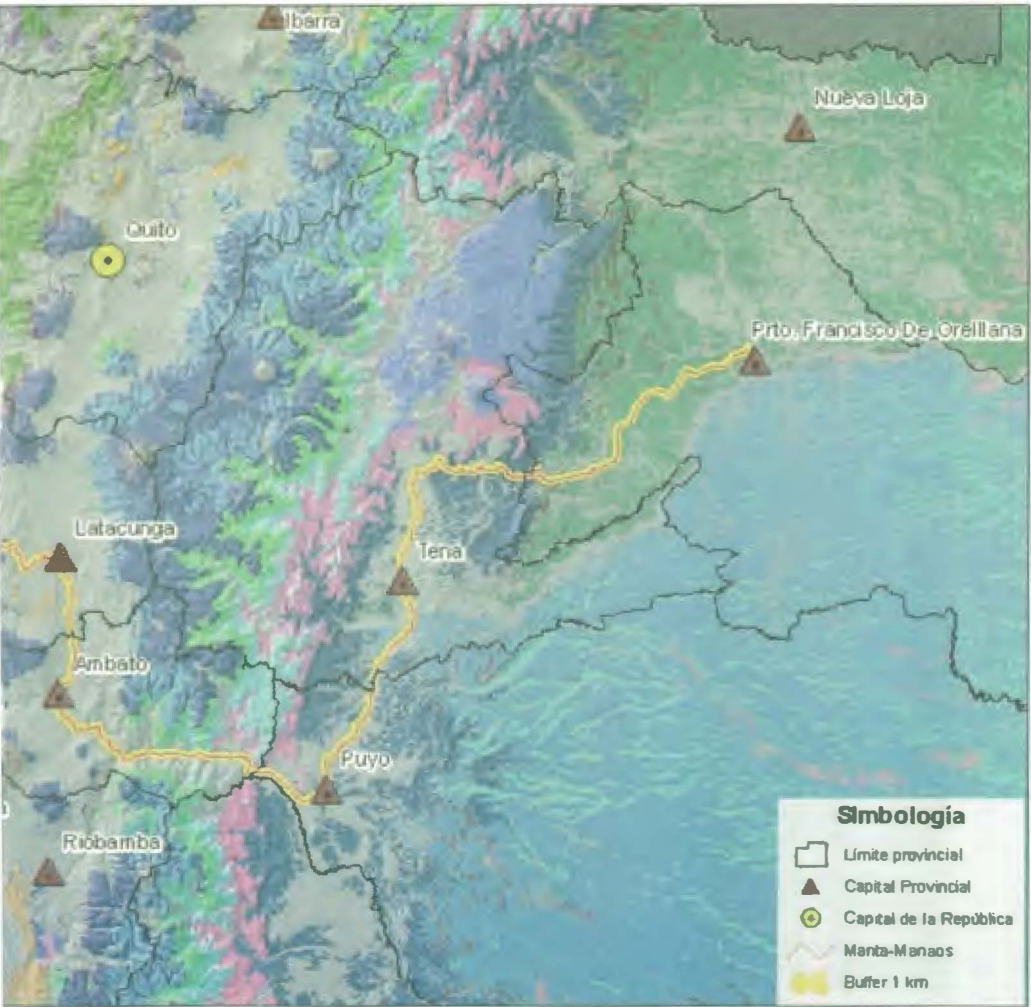 Ibarra
Nueva Loja
Quito
Prto. Francisco De Orelllana
Latacunga
Tena
Ambato
Puyo
Riobamba
Simbología
Límite provincial
Capital Provincial
Capital de la República
Manta-Manaos
Buffer 1 km